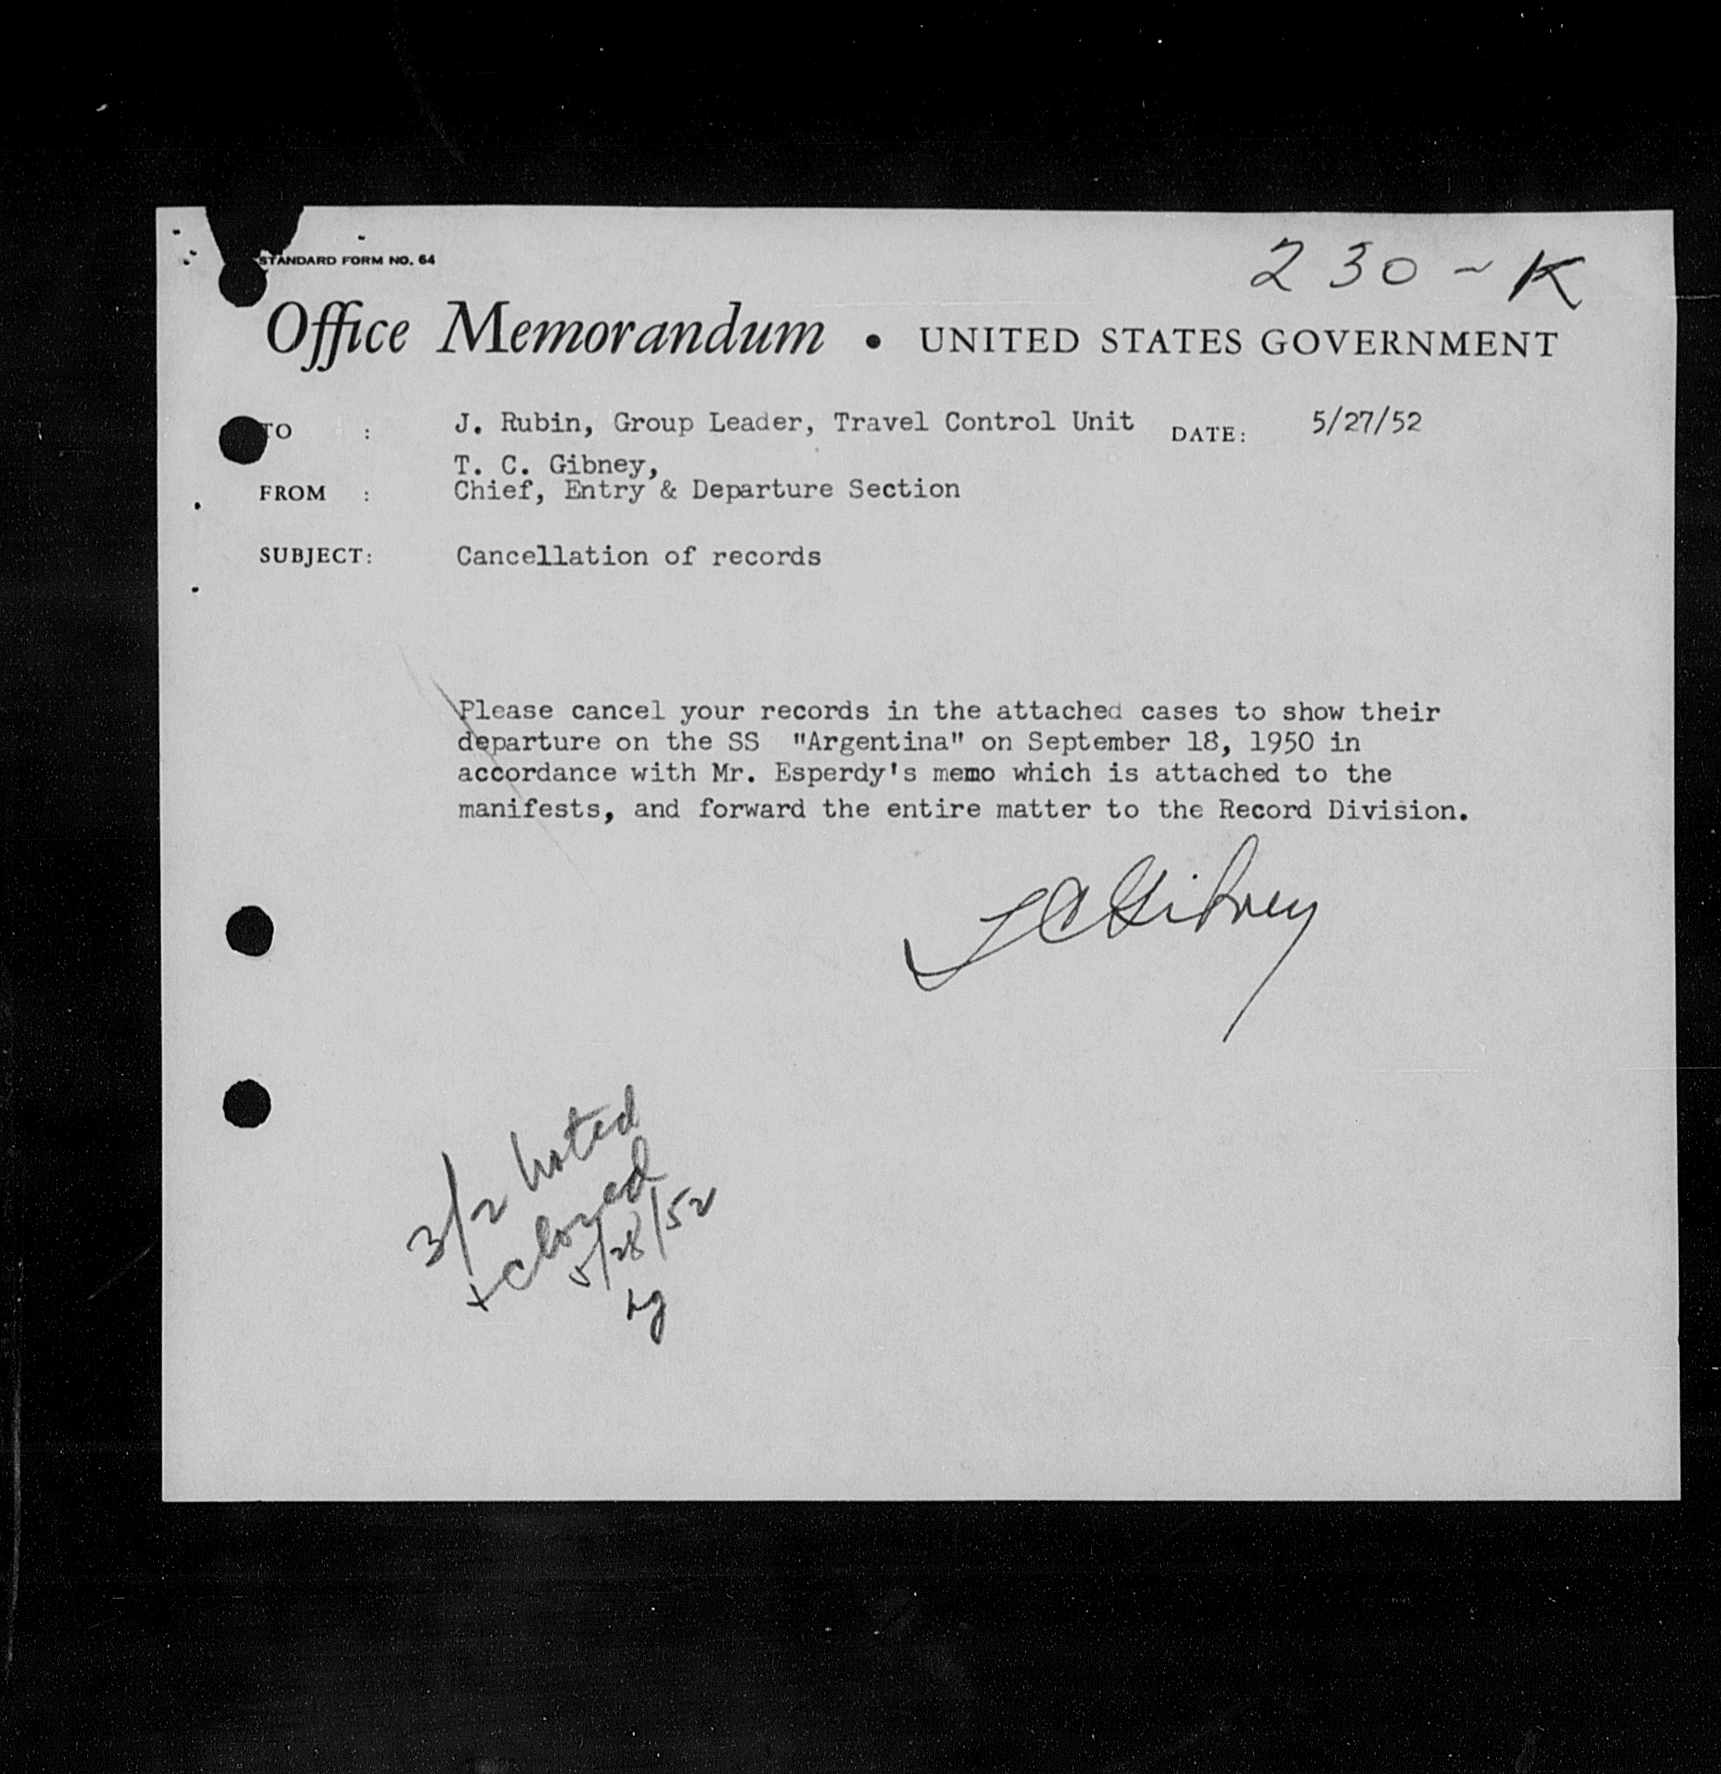 STANDARD FORM NO. 64
230-K
Office Memorandum • UNITED STATES GOVERNMENT
TO : J. Rubin, Group Leader, Travel Control Unit DATE: 5/27/52
T. C. Gibney,
FROM : Chief, Entry & Departure Section
SUBJECT: Cancellation of records
Please cancel your records in the attached cases to show their
departure on the SS "Argentina" on September 18, 1950 in
accordance with Mr. Esperdy's memo which is attached to the
manifests, and forward the entire matter to the Record Division.
T C Gibney
3/2 noted
+ closed
5/28/52